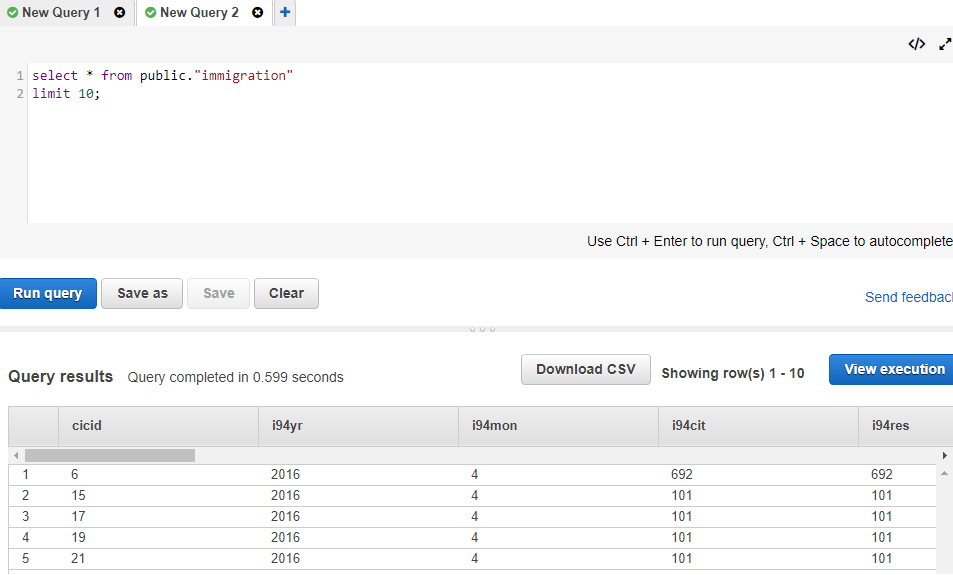 New Query 1 New Query 2 +
1 select * from public."immigration"
2 limit 10;
Use Ctrl + Enter to run query, Ctrl + Space to autocomplete
Run query Save as Save Clear
Send feedbac
Query results Query completed in 0.599 seconds Download CSV Showing row(s) 1 - 10 View execution
cicid i94yr i94mon i94cit i94res
1 6 2016 4 692 692
2 15 2016 4 101 101
3 17 2016 4 101 101
4 19 2016 4 101 101
5 21 2016 4 101 101